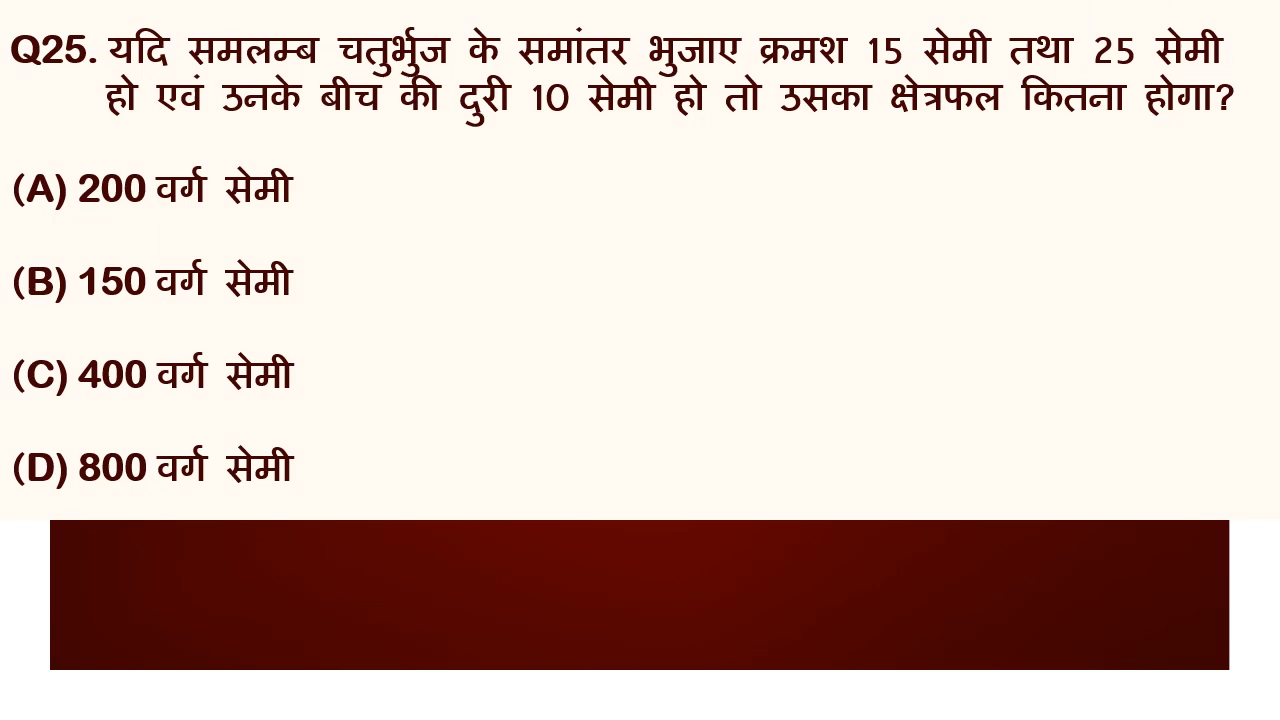 Q25. यदि समलम्ब चतुर्भुज के समांतर भुजाए क्रमश 15 सेमी तथा 25 सेमी
हो एवं उनके बीच की दुरी 10 सेमी हो तो उसका क्षेत्रफल कितना होगा?
(A) 200 वर्ग सेमी
(B) 150 वर्ग सेमी
(C) 400 वर्ग सेमी
(D) 800 वर्ग सेमी